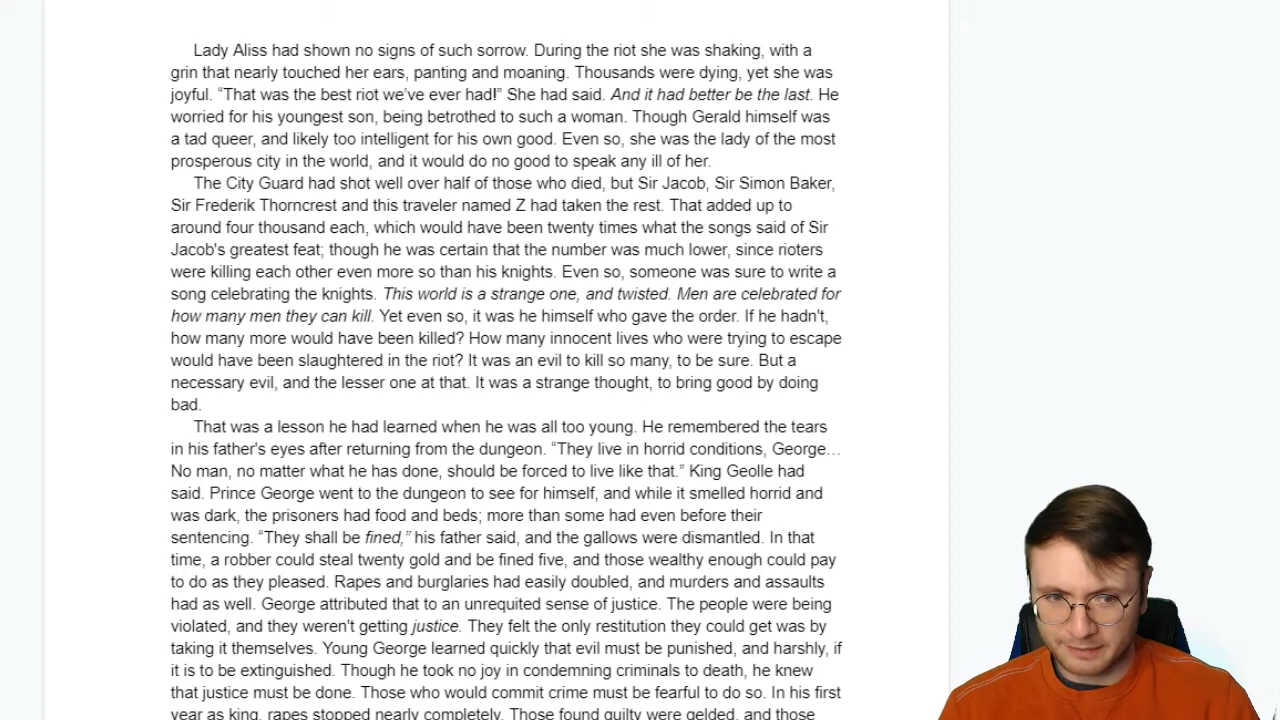 Lady Aliss had shown no signs of such sorrow. During the riot she was shaking, with a
grin that nearly touched her ears, panting and moaning. Thousands were dying, yet she was
joyful. “That was the best riot we’ve ever had!” She had said. And it had better be the last. He
worried for his youngest son, being betrothed to such a woman. Though Gerald himself was
a tad queer, and likely too intelligent for his own good. Even so, she was the lady of the most
prosperous city in the world, and it would do no good to speak any ill of her.
The City Guard had shot well over half of those who died, but Sir Jacob, Sir Simon Baker,
Sir Frederik Thorncrest and this traveler named Z had taken the rest. That added up to
around four thousand each, which would have been twenty times what the songs said of Sir
Jacob's greatest feat; though he was certain that the number was much lower, since rioters
were killing each other even more so than his knights. Even so, someone was sure to write a
song celebrating the knights. This world is a strange one, and twisted. Men are celebrated for
how many men they can kill. Yet even so, it was he himself who gave the order. If he hadn't,
how many more would have been killed? How many innocent lives who were trying to escape
would have been slaughtered in the riot? It was an evil to kill so many, to be sure. But a
necessary evil, and the lesser one at that. It was a strange thought, to bring good by doing
bad.
That was a lesson he had learned when he was all too young. He remembered the tears
in his father's eyes after returning from the dungeon. “They live in horrid conditions, George…
No man, no matter what he has done, should be forced to live like that.” King Geolle had
said. Prince George went to the dungeon to see for himself, and while it smelled horrid and
was dark, the prisoners had food and beds; more than some had even before their
sentencing. “They shall be fined,” his father said, and the gallows were dismantled. In that
time, a robber could steal twenty gold and be fined five, and those wealthy enough could pay
to do as they pleased. Rapes and burglaries had easily doubled, and murders and assaults
had as well. George attributed that to an unrequited sense of justice. The people were being
violated, and they weren't getting justice. They felt the only restitution they could get was by
taking it themselves. Young George learned quickly that evil must be punished, and harshly, if
it is to be extinguished. Though he took no joy in condemning criminals to death, he knew
that justice must be done. Those who would commit crime must be fearful to do so. In his first
year as king, rapes stopped nearly completely. Those found guilty were gelded, and those